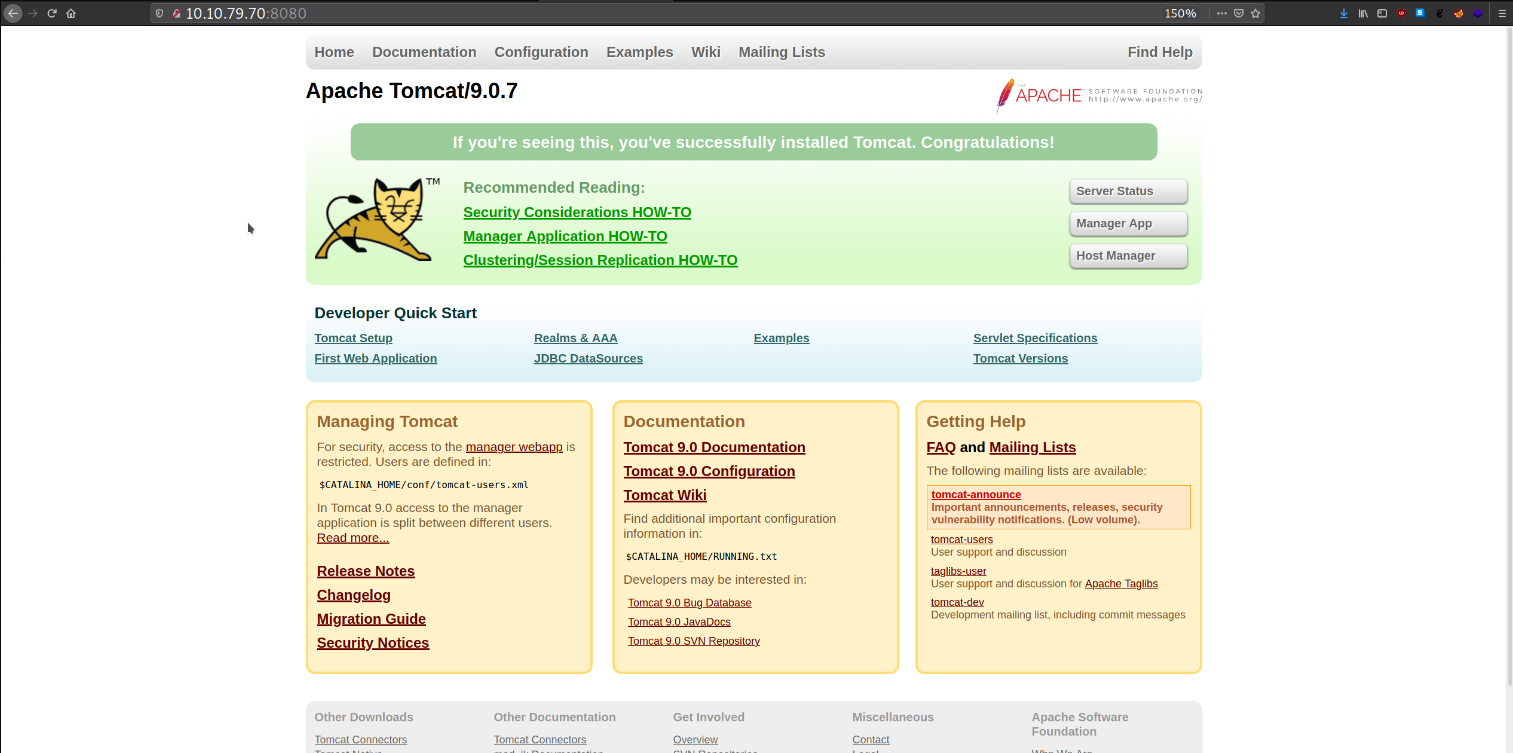 10.10.79.70:8080
150%
Home Documentation Configuration Examples Wiki Mailing Lists Find Help
Apache Tomcat/9.0.7
APACHE SOFTWARE FOUNDATION
http://www.apache.org/
If you're seeing this, you've successfully installed Tomcat. Congratulations!
TM
Recommended Reading:
Security Considerations HOW-TO
Manager Application HOW-TO
Clustering/Session Replication HOW-TO
Server Status
Manager App
Host Manager
Developer Quick Start
Tomcat Setup
First Web Application
Realms & AAA
JDBC DataSources
Examples
Servlet Specifications
Tomcat Versions
Managing Tomcat
For security, access to the manager webapp is
restricted. Users are defined in:
$CATALINA_HOME/conf/tomcat-users.xml
In Tomcat 9.0 access to the manager
application is split between different users.
Read more...
Release Notes
Changelog
Migration Guide
Security Notices
Documentation
Tomcat 9.0 Documentation
Tomcat 9.0 Configuration
Tomcat Wiki
Find additional important configuration
information in:
$CATALINA_HOME/RUNNING.txt
Developers may be interested in:
Tomcat 9.0 Bug Database
Tomcat 9.0 JavaDocs
Tomcat 9.0 SVN Repository
Getting Help
FAQ and Mailing Lists
The following mailing lists are available:
tomcat-announce
Important announcements, releases, security
vulnerability notifications. (Low volume).
tomcat-users
User support and discussion
taglibs-user
User support and discussion for Apache Taglibs
tomcat-dev
Development mailing list, including commit messages
Other Downloads
Tomcat Connectors
Other Documentation
Tomcat Connectors
Get Involved
Overview
Miscellaneous
Contact
Apache Software
Foundation